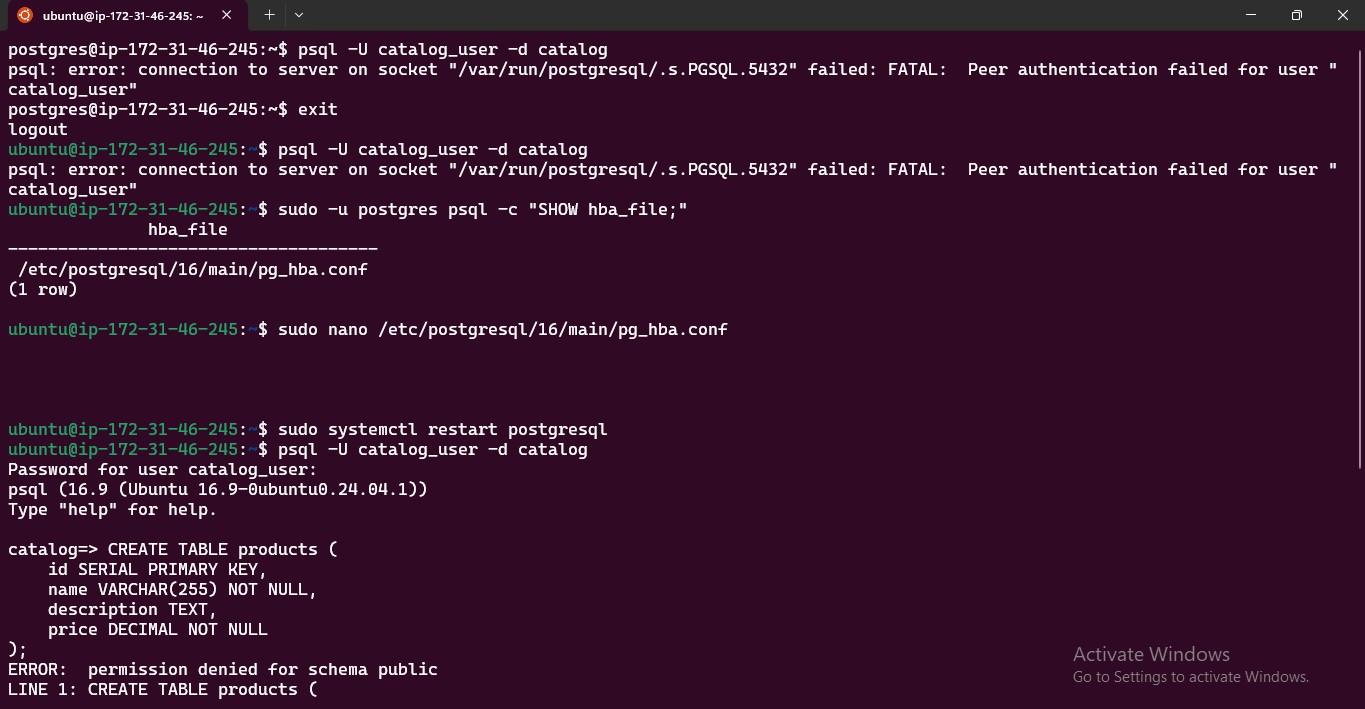 ubuntu@ip-172-31-46-245: ~
postgres@ip-172-31-46-245:~$ psql -U catalog_user -d catalog
psql: error: connection to server on socket "/var/run/postgresql/.s.PGSQL.5432" failed: FATAL:  Peer authentication failed for user "
catalog_user"
postgres@ip-172-31-46-245:~$ exit
logout
ubuntu@ip-172-31-46-245:~$ psql -U catalog_user -d catalog
psql: error: connection to server on socket "/var/run/postgresql/.s.PGSQL.5432" failed: FATAL:  Peer authentication failed for user "
catalog_user"
ubuntu@ip-172-31-46-245:~$ sudo -u postgres psql -c "SHOW hba_file;"
              hba_file
-------------------------------------
 /etc/postgresql/16/main/pg_hba.conf
(1 row)
ubuntu@ip-172-31-46-245:~$ sudo nano /etc/postgresql/16/main/pg_hba.conf
ubuntu@ip-172-31-46-245:~$ sudo systemctl restart postgresql
ubuntu@ip-172-31-46-245:~$ psql -U catalog_user -d catalog
Password for user catalog_user:
psql (16.9 (Ubuntu 16.9-0ubuntu0.24.04.1))
Type "help" for help.
catalog=> CREATE TABLE products (
    id SERIAL PRIMARY KEY,
    name VARCHAR(255) NOT NULL,
    description TEXT,
    price DECIMAL NOT NULL
);
ERROR:  permission denied for schema public
LINE 1: CREATE TABLE products (
Activate Windows
Go to Settings to activate Windows.